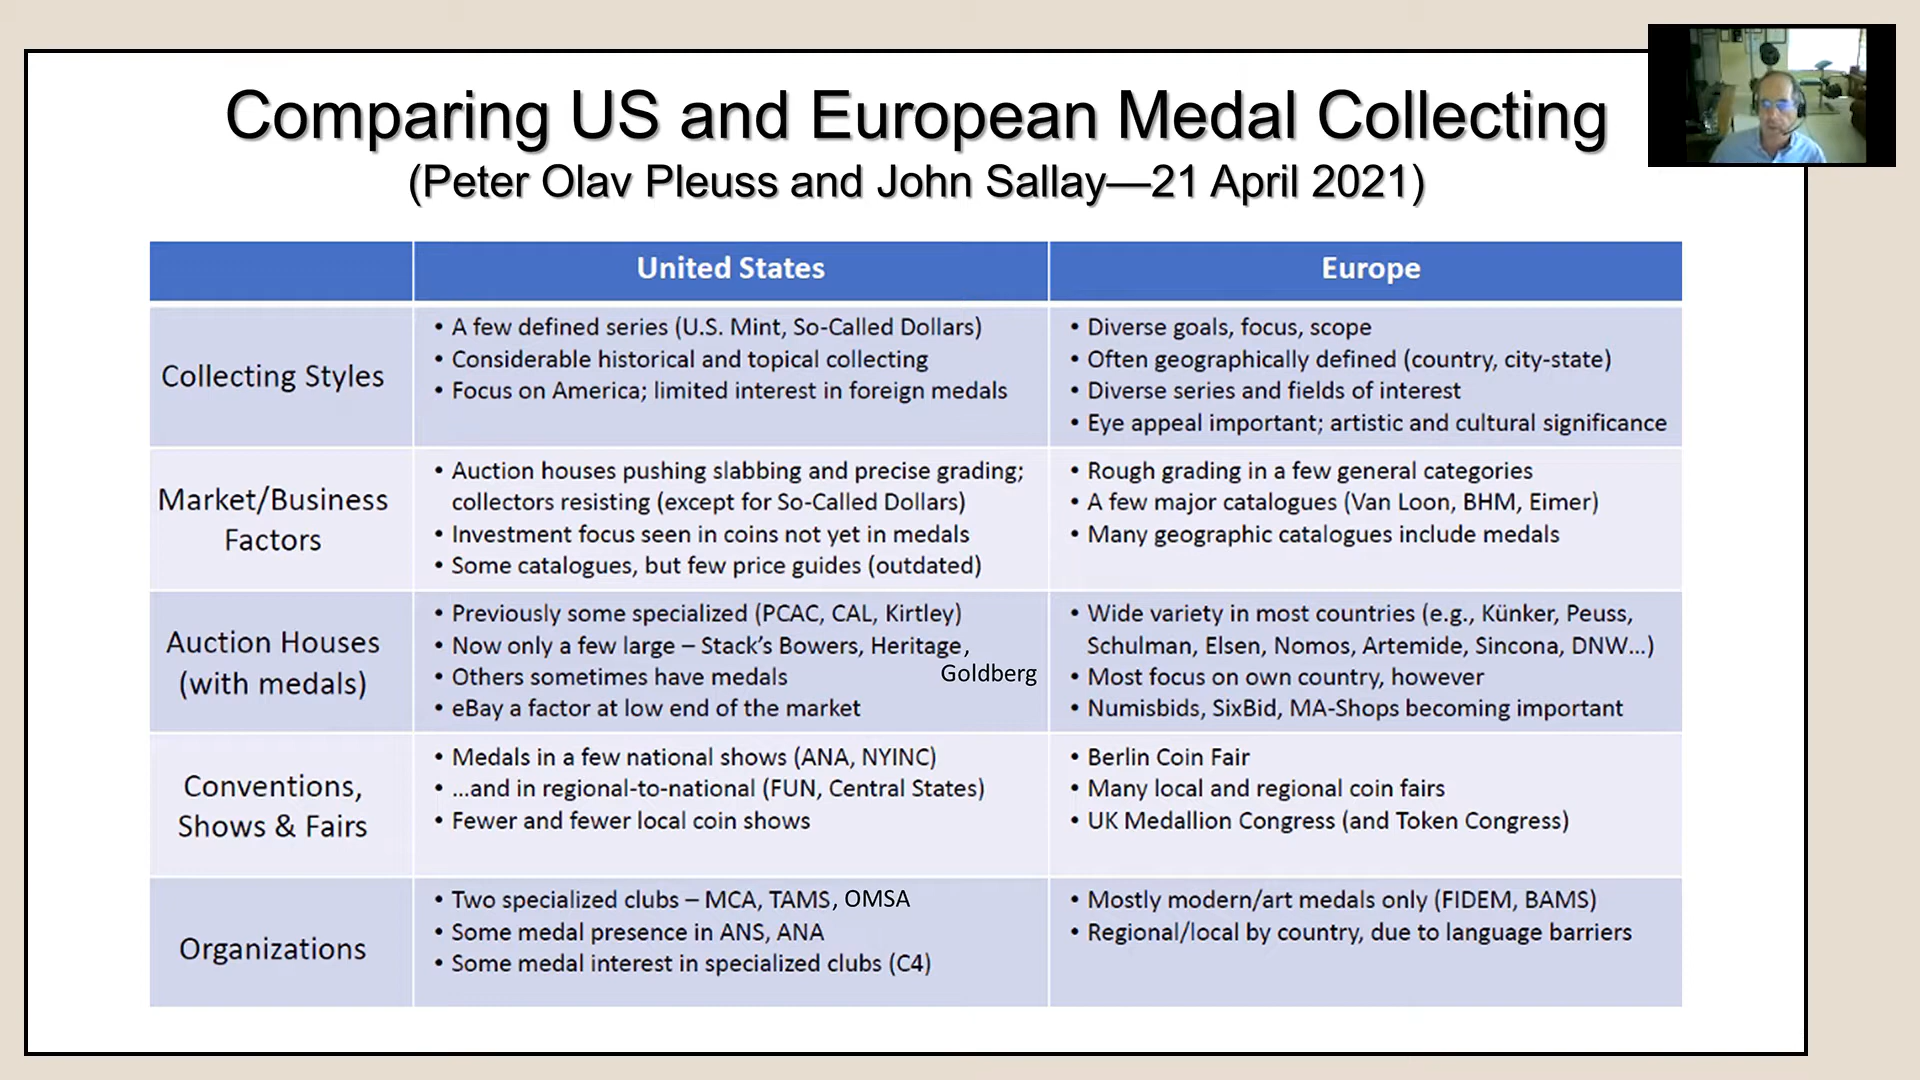 Comparing US and European Medal Collecting
(Peter Olav Pleuss and John Sallay—21 April 2021)
United States
Europe
Collecting Styles
• A few defined series (U.S. Mint, So-Called Dollars)
• Considerable historical and topical collecting
• Focus on America; limited interest in foreign medals
• Diverse goals, focus, scope
• Often geographically defined (country, city-state)
• Diverse series and fields of interest
• Eye appeal important; artistic and cultural significance
Market/Business
Factors
• Auction houses pushing slabbing and precise grading;
collectors resisting (except for So-Called Dollars)
• Investment focus seen in coins not yet in medals
• Some catalogues, but few price guides (outdated)
• Rough grading in a few general categories
• A few major catalogues (Van Loon, BHM, Eimer)
• Many geographic catalogues include medals
Auction Houses
(with medals)
• Previously some specialized (PCAC, CAL, Kirtley)
• Now only a few large – Stack's Bowers, Heritage,
Goldberg
• Others sometimes have medals
• eBay a factor at low end of the market
• Wide variety in most countries (e.g., Künker, Peuss,
Schulman, Elsen, Nomos, Artemide, Sincona, DNW...)
• Most focus on own country, however
• Numisbids, SixBid, MA-Shops becoming important
Conventions,
Shows & Fairs
• Medals in a few national shows (ANA, NYINC)
• ...and in regional-to-national (FUN, Central States)
• Fewer and fewer local coin shows
• Berlin Coin Fair
• Many local and regional coin fairs
• UK Medallion Congress (and Token Congress)
Organizations
• Two specialized clubs – MCA, TAMS, OMSA
• Some medal presence in ANS, ANA
• Some medal interest in specialized clubs (C4)
• Mostly modern/art medals only (FIDEM, BAMS)
• Regional/local by country, due to language barriers